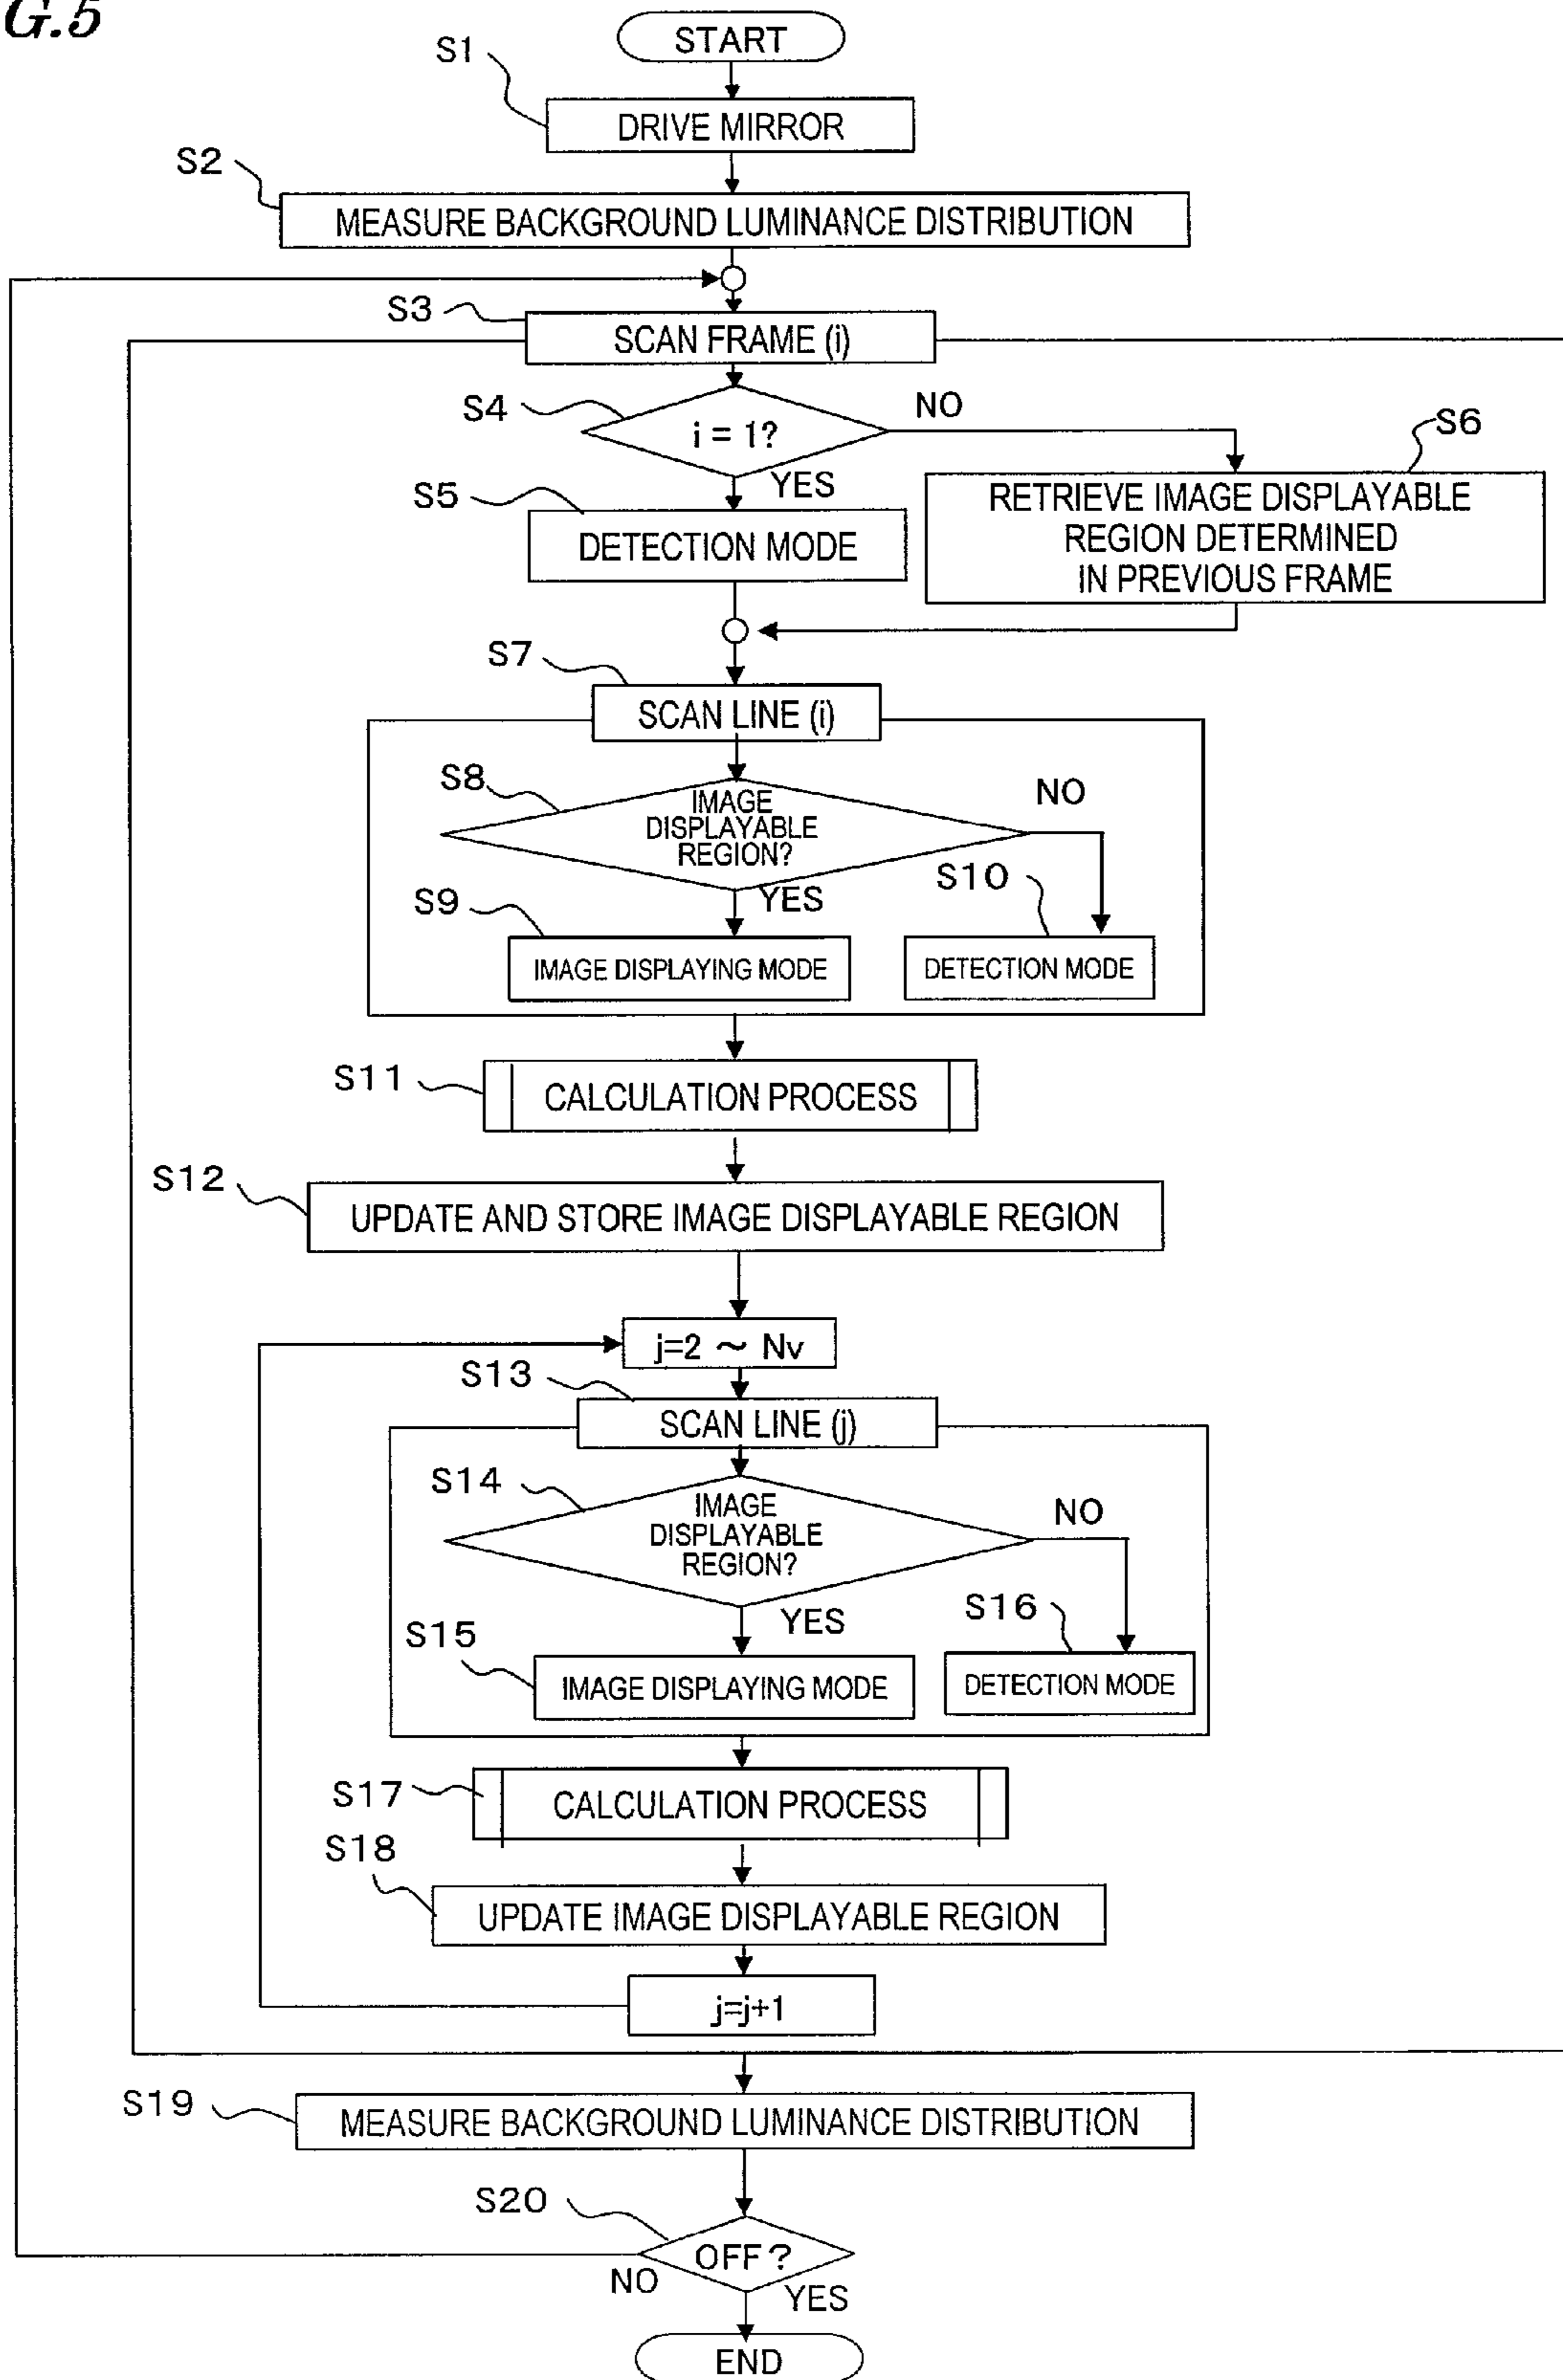 G.5
START
S1
DRIVE MIRROR
S2
MEASURE BACKGROUND LUMINANCE DISTRIBUTION
S3
SCAN FRAME (i)
S4
i = 1?
NO
YES
S5
DETECTION MODE
S6
RETRIEVE IMAGE DISPLAYABLE
REGION DETERMINED
IN PREVIOUS FRAME
S7
SCAN LINE (i)
S8
IMAGE
DISPLAYABLE
REGION?
NO
YES
S9
IMAGE DISPLAYING MODE
S10
DETECTION MODE
S11
CALCULATION PROCESS
S12
UPDATE AND STORE IMAGE DISPLAYABLE REGION
j=2 ~ Nv
S13
SCAN LINE (j)
S14
IMAGE
DISPLAYABLE
REGION?
NO
YES
S15
IMAGE DISPLAYING MODE
S16
DETECTION MODE
S17
CALCULATION PROCESS
S18
UPDATE IMAGE DISPLAYABLE REGION
j=j+1
S19
MEASURE BACKGROUND LUMINANCE DISTRIBUTION
S20
OFF?
NO
YES
END